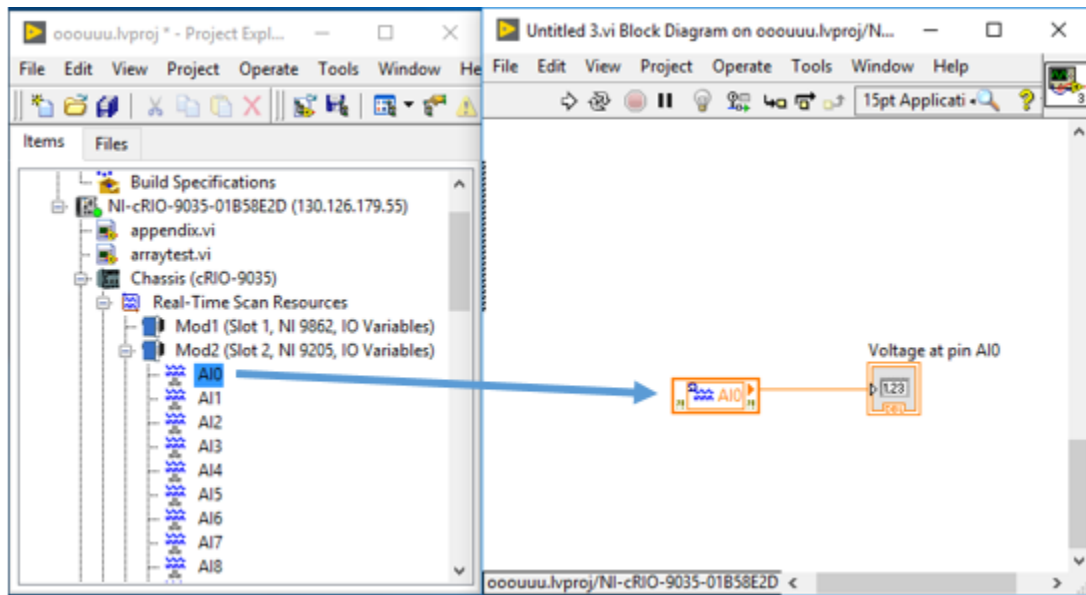 ooouuu.lvproj * - Project Expl...
File Edit View Project Operate Tools Window He
Items Files
Build Specifications
NI-cRIO-9035-01B58E2D (130.126.179.55)
appendix.vi
arraytest.vi
Chassis (cRIO-9035)
Real-Time Scan Resources
Mod1 (Slot 1, NI 9862, IO Variables)
Mod2 (Slot 2, NI 9205, IO Variables)
AI0
AI1
AI2
AI3
AI4
AI5
AI6
AI7
AI8
Untitled 3.vi Block Diagram on ooouuu.lvproj/N...
File Edit View Project Operate Tools Window Help
15pt Applicati
3
Voltage at pin AI0
AI0
1.23
ooouuu.lvproj/NI-cRIO-9035-01B58E2D